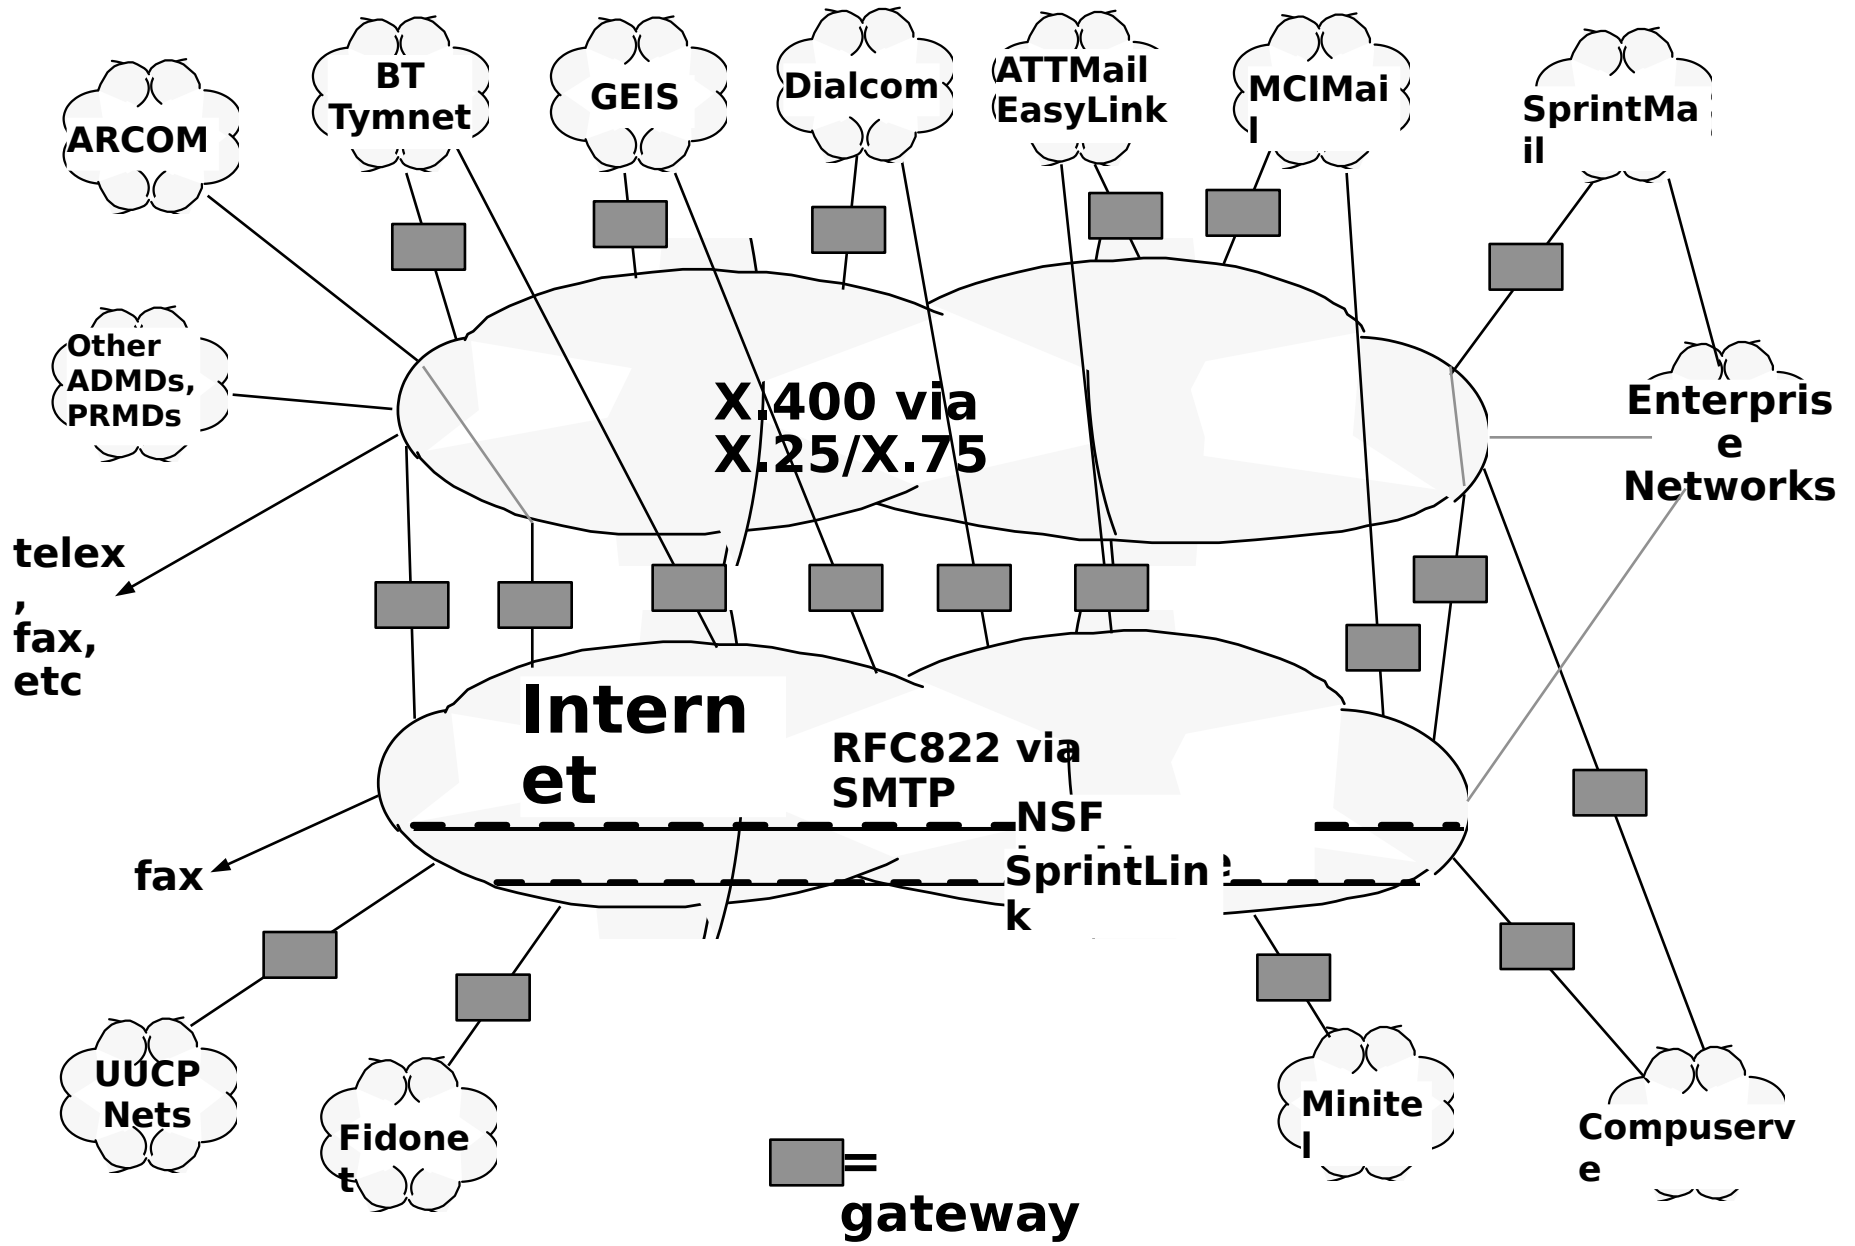 ARCOM
BT
Tymnet
GEIS
Dialcom
ATTMail
EasyLink
MCIMai
l
SprintMa
il
Other
ADMDs,
PRMDs
X.400 via
X.25/X.75
Enterpris
e
Networks
telex
,
fax,
etc
Intern
et
RFC822 via
SMTP
NSF
SprintLin
k
fax
UUCP
Nets
Fidone
t
Minite
l
Compuserv
e
=
gateway